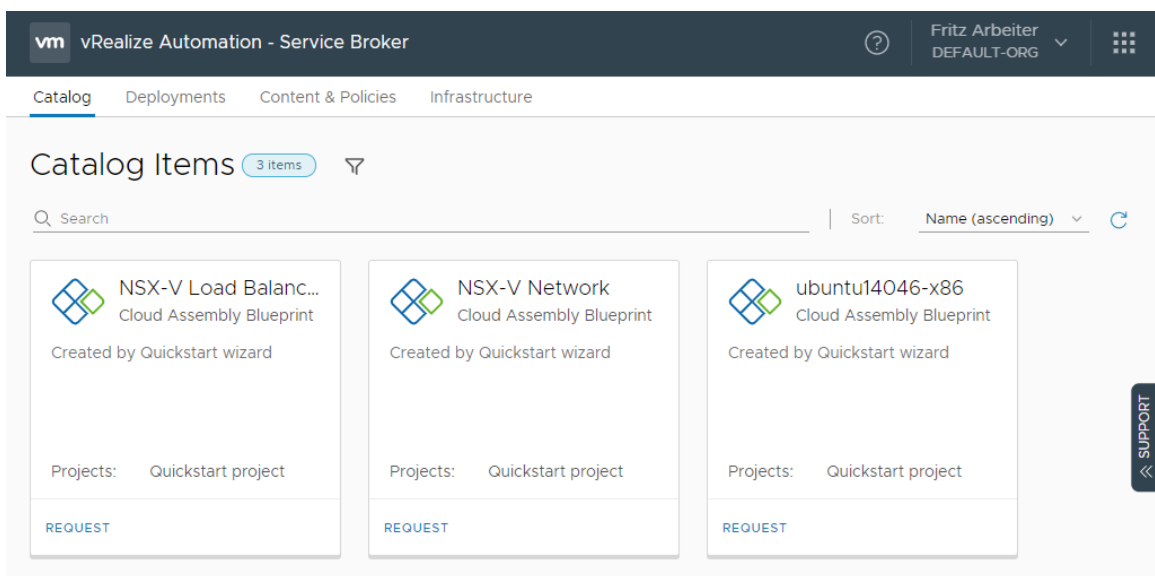 vm vRealize Automation - Service Broker
Fritz Arbeiter
DEFAULT-ORG
Catalog Deployments Content & Policies Infrastructure
Catalog Items 3 items
Search Sort: Name (ascending)
NSX-V Load Balanc...
Cloud Assembly Blueprint
Created by Quickstart wizard
Projects: Quickstart project
REQUEST
NSX-V Network
Cloud Assembly Blueprint
Created by Quickstart wizard
Projects: Quickstart project
REQUEST
ubuntu14046-x86
Cloud Assembly Blueprint
Created by Quickstart wizard
Projects: Quickstart project
REQUEST
SUPPORT